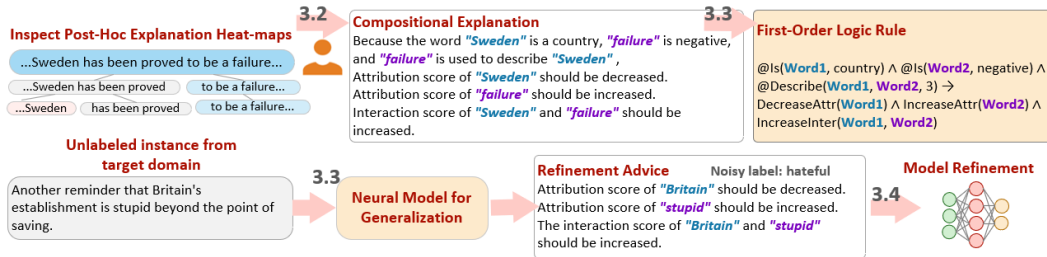 Inspect Post-Hoc Explanation Heat-maps
...Sweden has been proved to be a failure...
...Sweden has been proved
to be a failure...
...Sweden
has been proved
to be a failure...
3.2
Compositional Explanation
Because the word "Sweden" is a country, "failure" is negative,
and "failure" is used to describe "Sweden" ,
Attribution score of "Sweden" should be decreased.
Attribution score of "failure" should be increased.
Interaction score of "Sweden" and "failure" should be
increased.
3.3
First-Order Logic Rule
@Is(Word1, country) ∧ @Is(Word2, negative) ∧
@Describe(Word1, Word2, 3) →
DecreaseAttr(Word1) ∧ IncreaseAttr(Word2) ∧
IncreaseInter(Word1, Word2)
Unlabeled instance from
target domain
Another reminder that Britain's
establishment is stupid beyond the point of
saving.
3.3
Neural Model for
Generalization
Refinement Advice
Noisy label: hateful
Attribution score of "Britain" should be decreased.
Attribution score of "stupid" should be increased.
The interaction score of "Britain" and "stupid"
should be increased.
3.4
Model Refinement